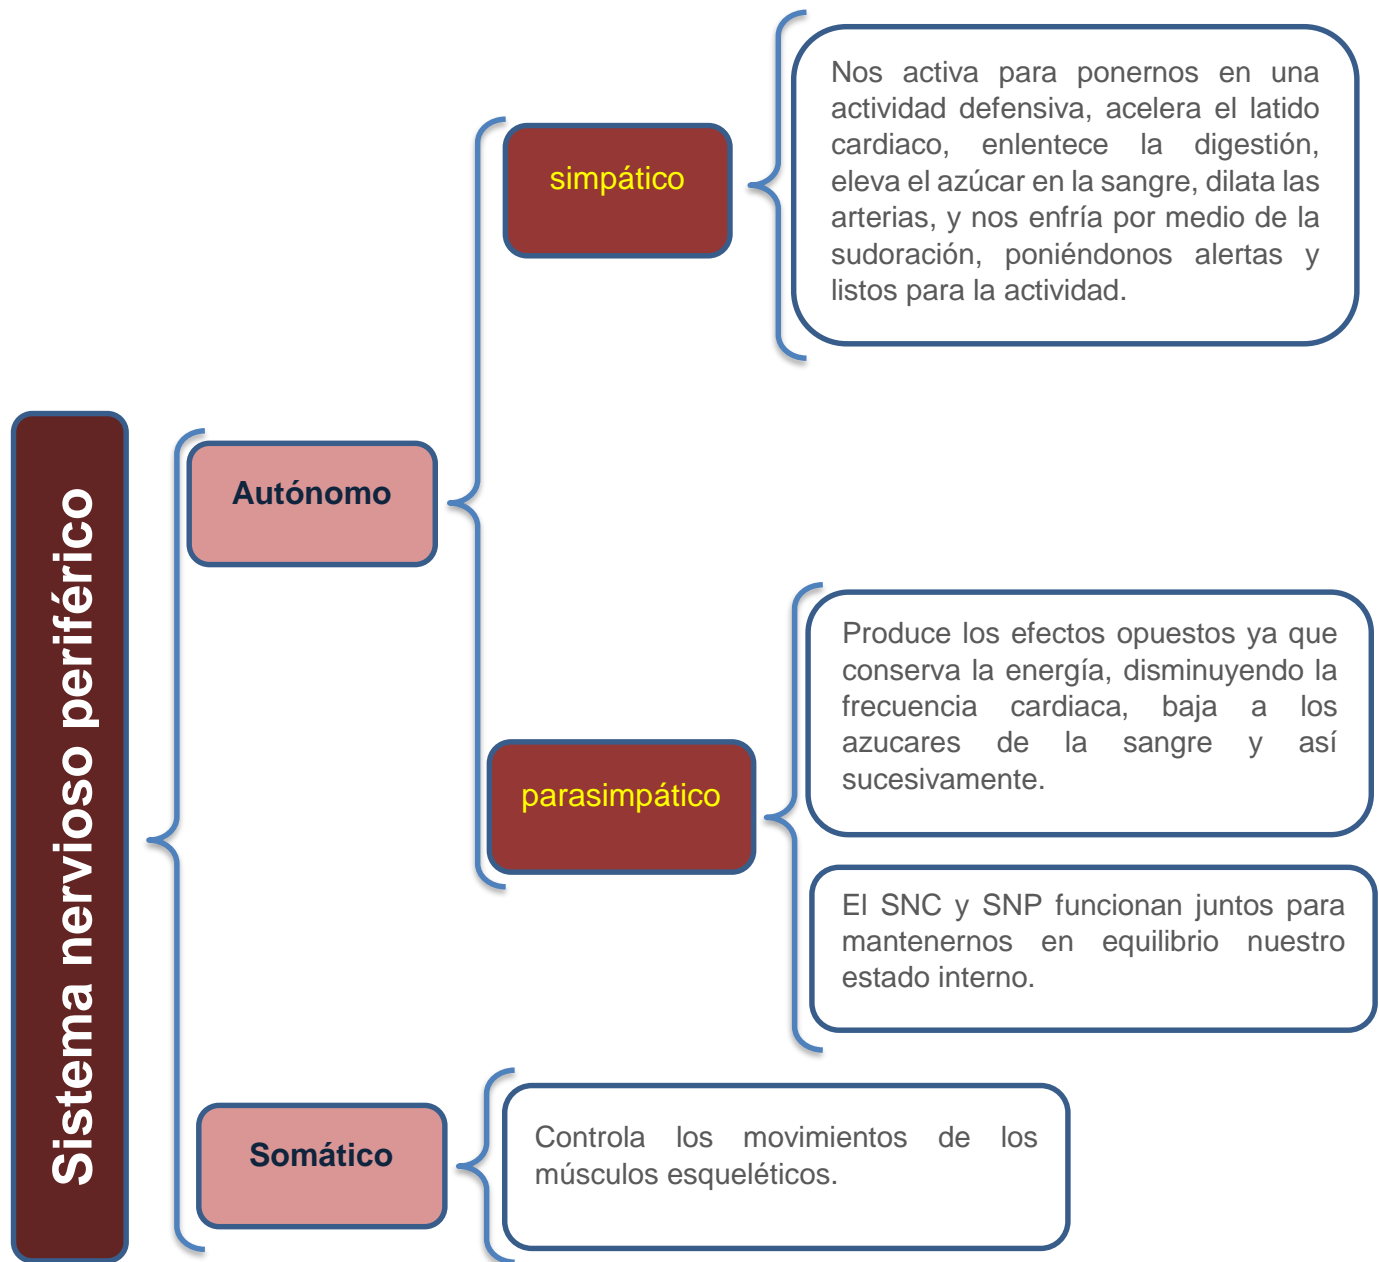 Sistema nervioso periférico
Autónomo
simpático
Nos activa para ponernos en una
actividad defensiva, acelera el latido
cardiaco, enlentece la digestión,
eleva el azúcar en la sangre, dilata las
arterias, y nos enfría por medio de la
sudoración, poniéndonos alertas y
listos para la actividad.
parasimpático
Produce los efectos opuestos ya que
conserva la energía, disminuyendo la
frecuencia cardiaca, baja a los
azucares de la sangre y así
sucesivamente.
El SNC y SNP funcionan juntos para
mantenernos en equilibrio nuestro
estado interno.
Somático
Controla los movimientos de los
músculos esqueléticos.